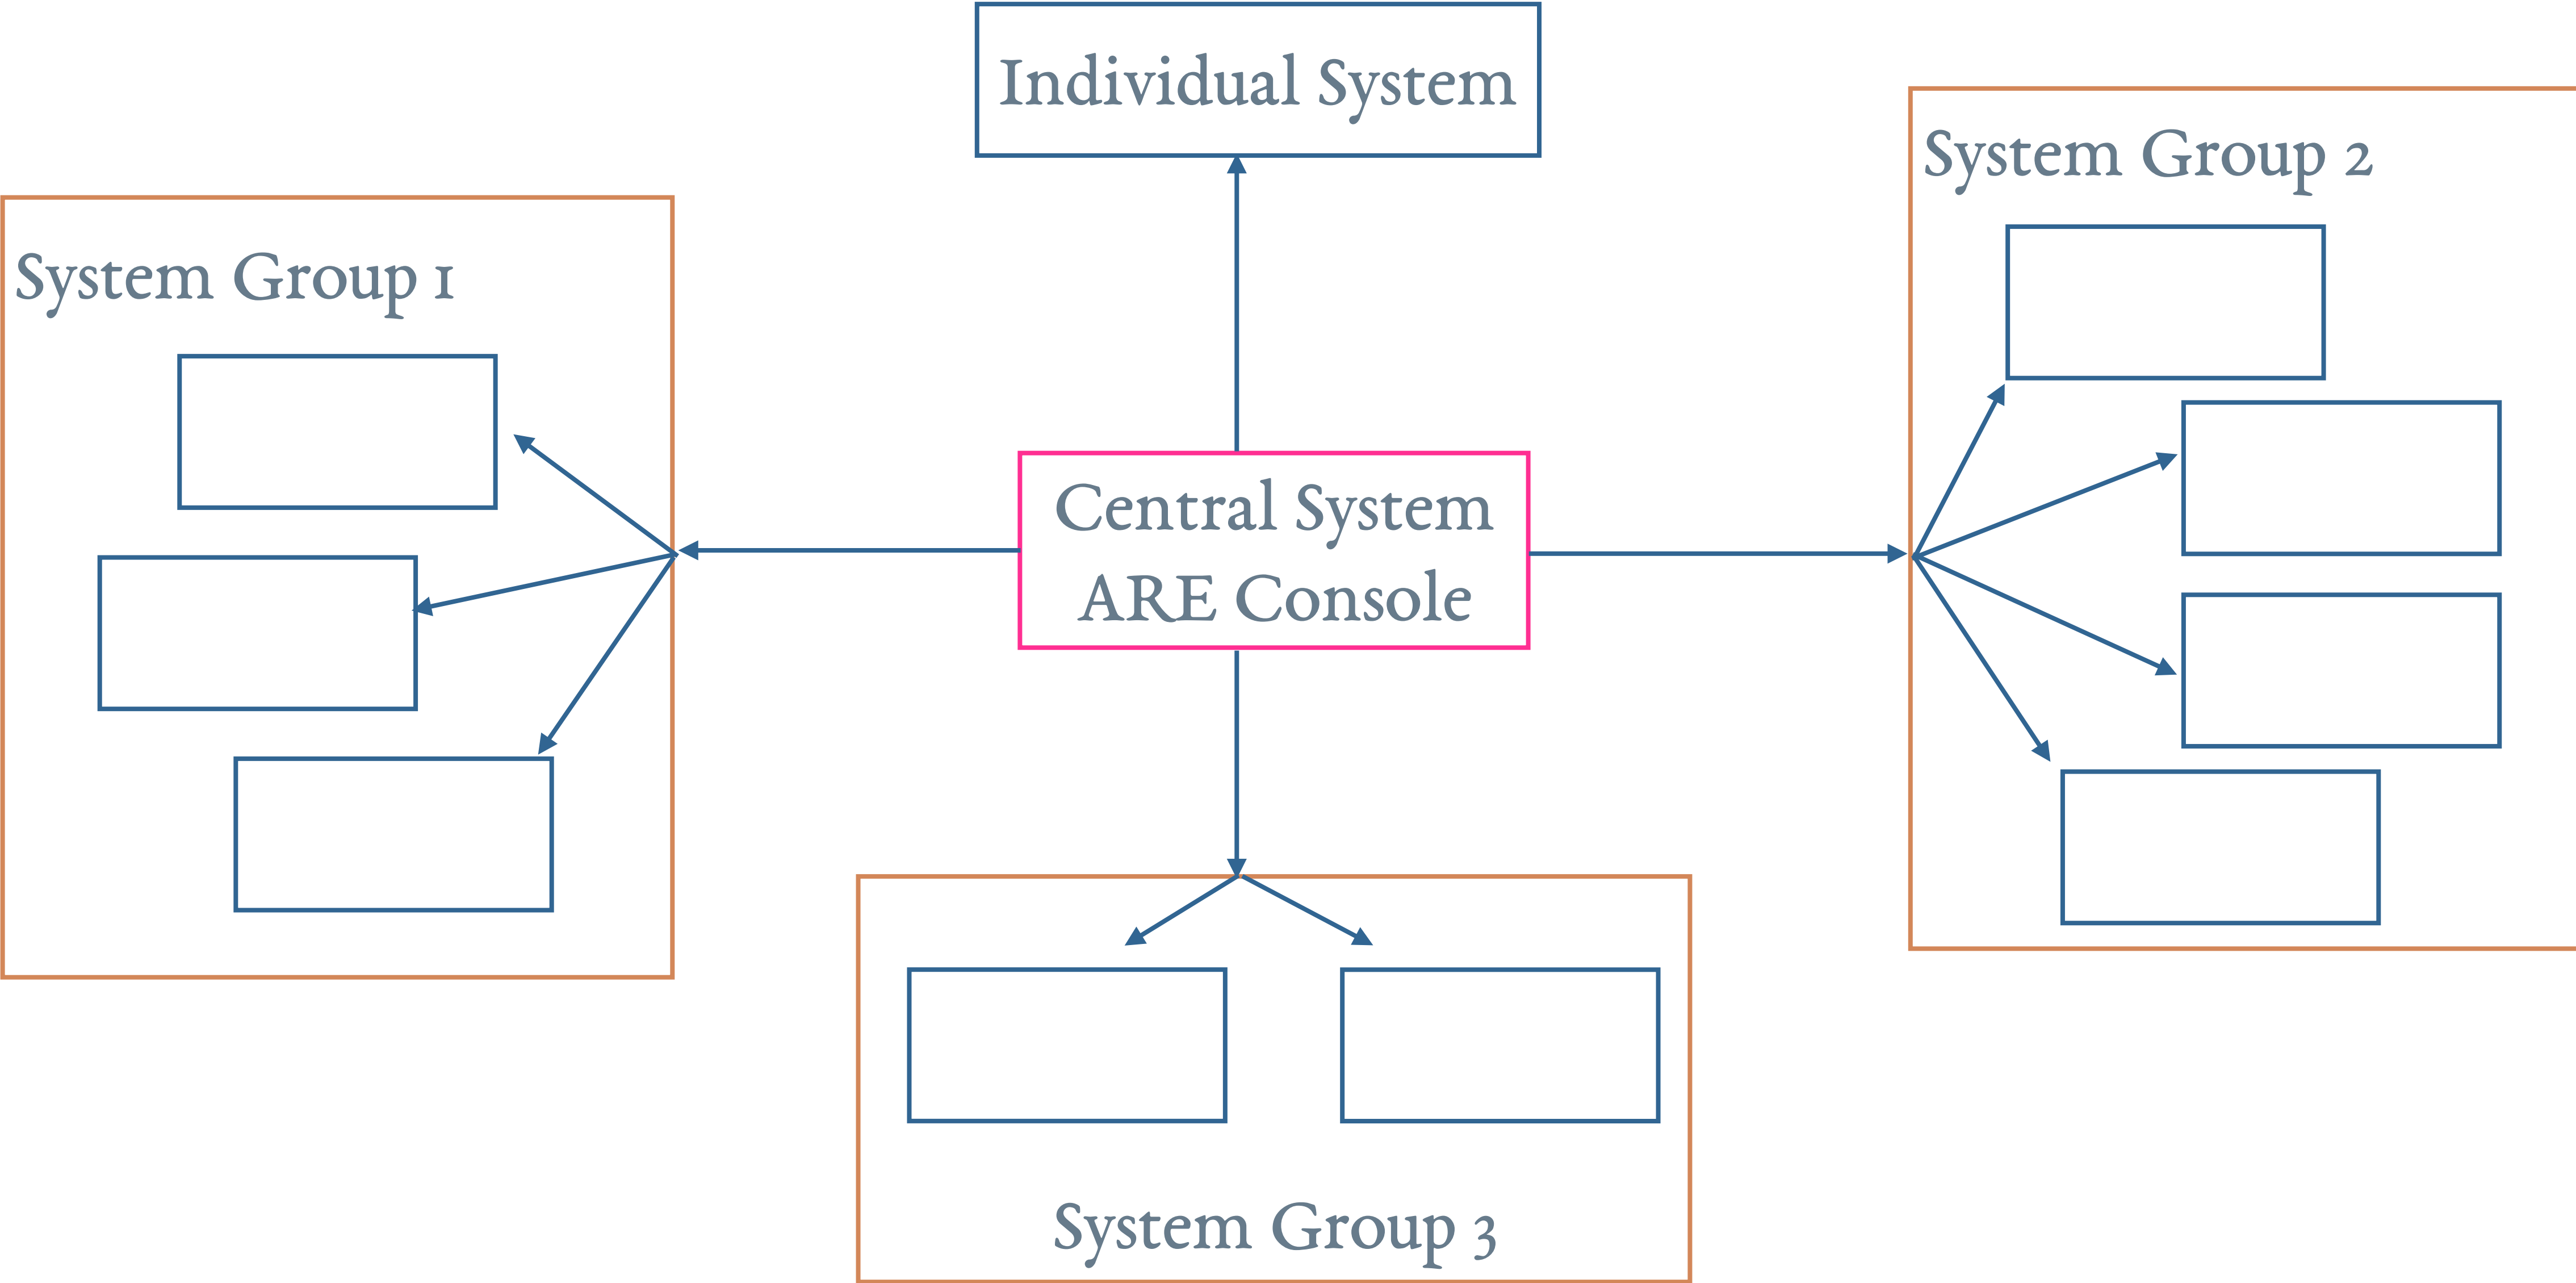 Individual System
System Group 2
System Group 1
Central System
ARE Console
System Group 3